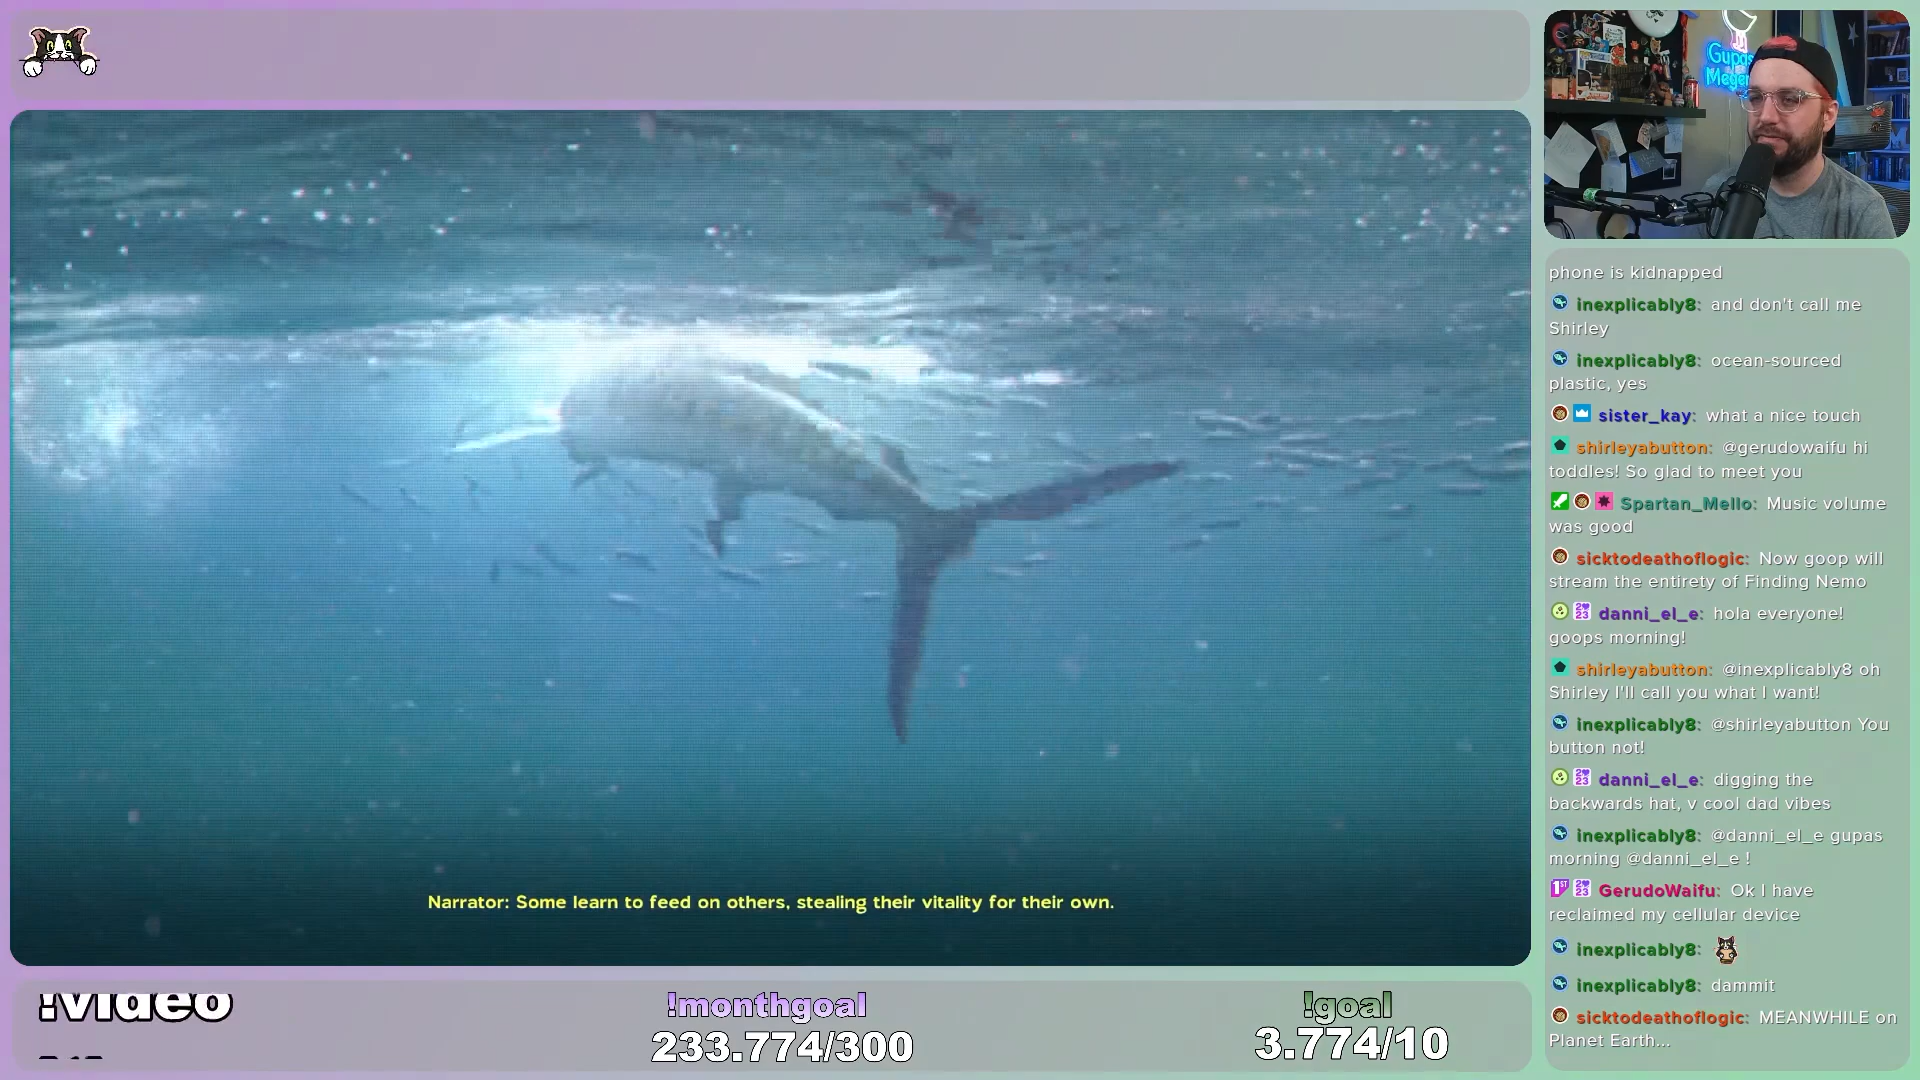 Gupas
phone is kidnapped
inexplicably8: and don't call me
Shirley
inexplicably8: ocean-sourced
plastic, yes
sister_kay: what a nice touch
shirleyabutton: @gerudowaifu hi
toddles! So glad to meet you
Spartan_Mello: Music volume
was good
sicktodeathoflogic: Now goop will
stream the entirety of Finding Nemo
danni_el_e: hola everyone!
goops morning!
shirleyabutton: @inexplicably8 oh
Shirley I'll call you what I want!
inexplicably8: @shirleyabutton You
button not!
danni_el_e: digging the
backwards hat, v cool dad vibes
inexplicably8: @danni_el_e gupas
morning @danni_el_e !
1ST GerudoWaifu: Ok I have
reclaimed my cellular device
inexplicably8:
inexplicably8: dammit
sicktodeathoflogic: MEANWHILE on
Planet Earth...
Narrator: Some learn to feed on others, stealing their vitality for their own.
!video
!monthgoal
233.774/300
!goal
3.774/10